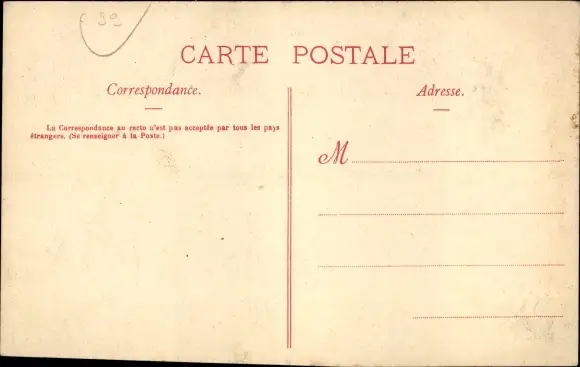 39
CARTE POSTALE
Correspondance.
La Correspondance au recto n'est pas acceptée par tous les pays
étrangers. (Se renseigner à la Poste.)
Adresse.
M